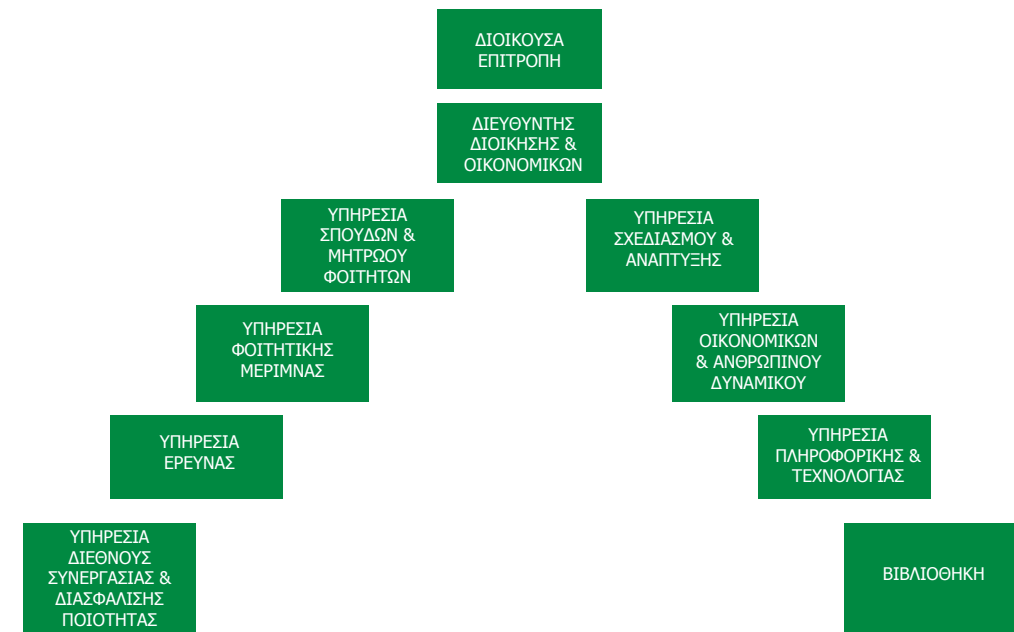 ΔΙΟΙΚΟΥΣΑ
ΕΠΙΤΡΟΠΗ
ΔΙΕΥΘΥΝΤΗΣ
ΔΙΟΙΚΗΣΗΣ &
ΟΙΚΟΝΟΜΙΚΩΝ
ΥΠΗΡΕΣΙΑ
ΣΠΟΥΔΩΝ &
ΜΗΤΡΩΟΥ
ΦΟΙΤΗΤΩΝ
ΥΠΗΡΕΣΙΑ
ΣΧΕΔΙΑΣΜΟΥ &
ΑΝΑΠΤΥΞΗΣ
ΥΠΗΡΕΣΙΑ
ΦΟΙΤΗΤΙΚΗΣ
ΜΕΡΙΜΝΑΣ
ΥΠΗΡΕΣΙΑ
ΟΙΚΟΝΟΜΙΚΩΝ
& ΑΝΘΡΩΠΙΝΟΥ
ΔΥΝΑΜΙΚΟΥ
ΥΠΗΡΕΣΙΑ
ΕΡΕΥΝΑΣ
ΥΠΗΡΕΣΙΑ
ΠΛΗΡΟΦΟΡΙΚΗΣ &
ΤΕΧΝΟΛΟΓΙΑΣ
ΥΠΗΡΕΣΙΑ
ΔΙΕΘΝΟΥΣ
ΣΥΝΕΡΓΑΣΙΑΣ &
ΔΙΑΣΦΑΛΙΣΗΣ
ΠΟΙΟΤΗΤΑΣ
ΒΙΒΛΙΟΘΗΚΗ